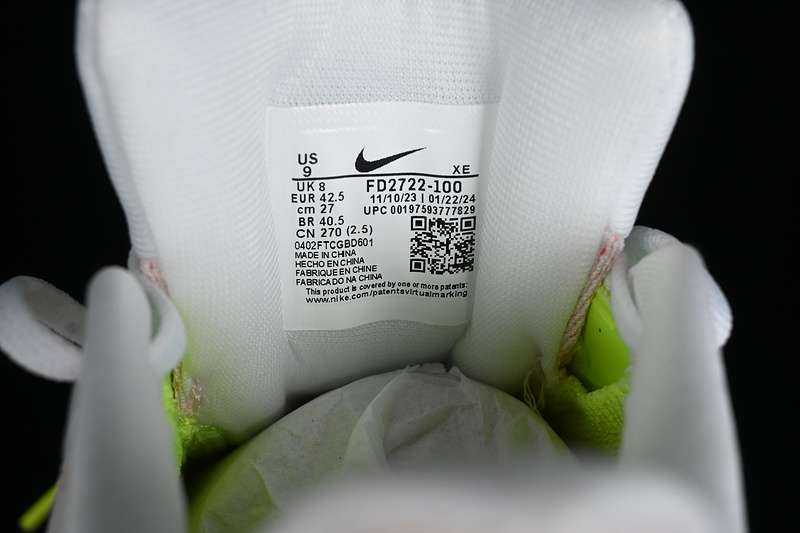 US
9
XE
UK 8
FD2722-100
EUR 42.5
11/10/23 | 01/22/24
cm 27
UPC 00197593777829
BR 40.5
CN 270 (2.5)
0402FTCGBD601
MADE IN CHINA
HECHO EN CHINA
FABRIQUE EN CHINE
FABRICADO NA CHINA
This product is covered by one or more patents:
www.nike.com/patentsvirtualmarking